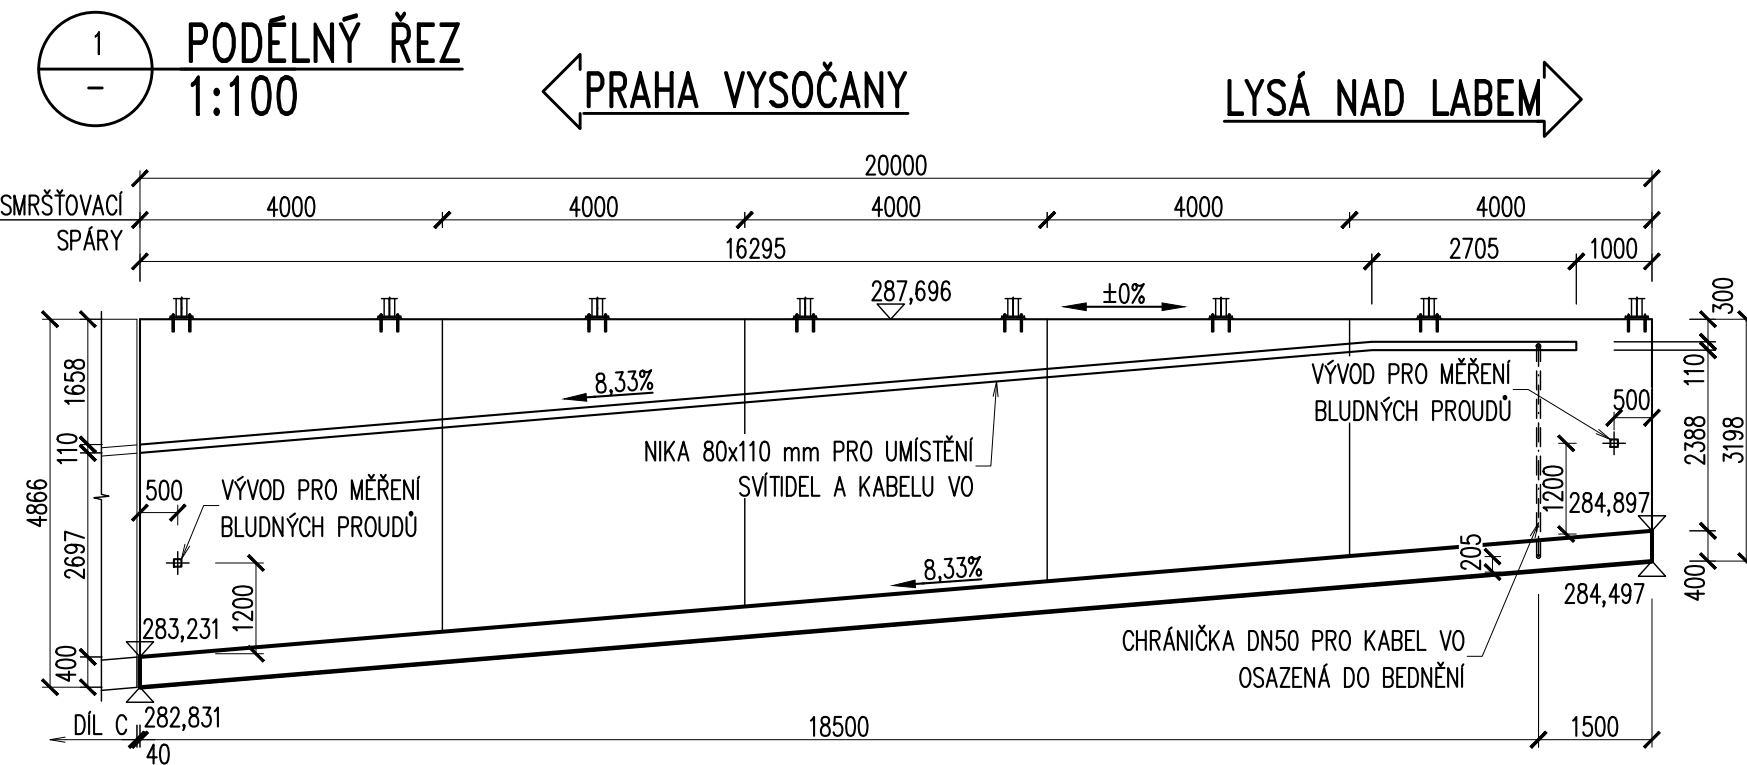 1
-
PODÉLNÝ ŘEZ
1:100
PRAHA VYSOČANY
LYSÁ NAD LABEM
20000
SMRŠŤOVACÍ
SPÁRY
4000
4000
4000
4000
4000
16295
2705
1000
287,696
±0%
300
110
2388
3198
400
1658
110
4866
2697
400
8,33%
VÝVOD PRO MĚŘENÍ
BLUDNÝCH PROUDŮ
500
NIKA 80x110 mm PRO UMÍSTĚNÍ
SVÍTIDEL A KABELU VO
500
VÝVOD PRO MĚŘENÍ
BLUDNÝCH PROUDŮ
1200
284,897
205
8,33%
1200
283,231
284,497
CHRÁNIČKA DN50 PRO KABEL VO
OSAZENÁ DO BEDNĚNÍ
DÍL C
282,831
18500
1500
40